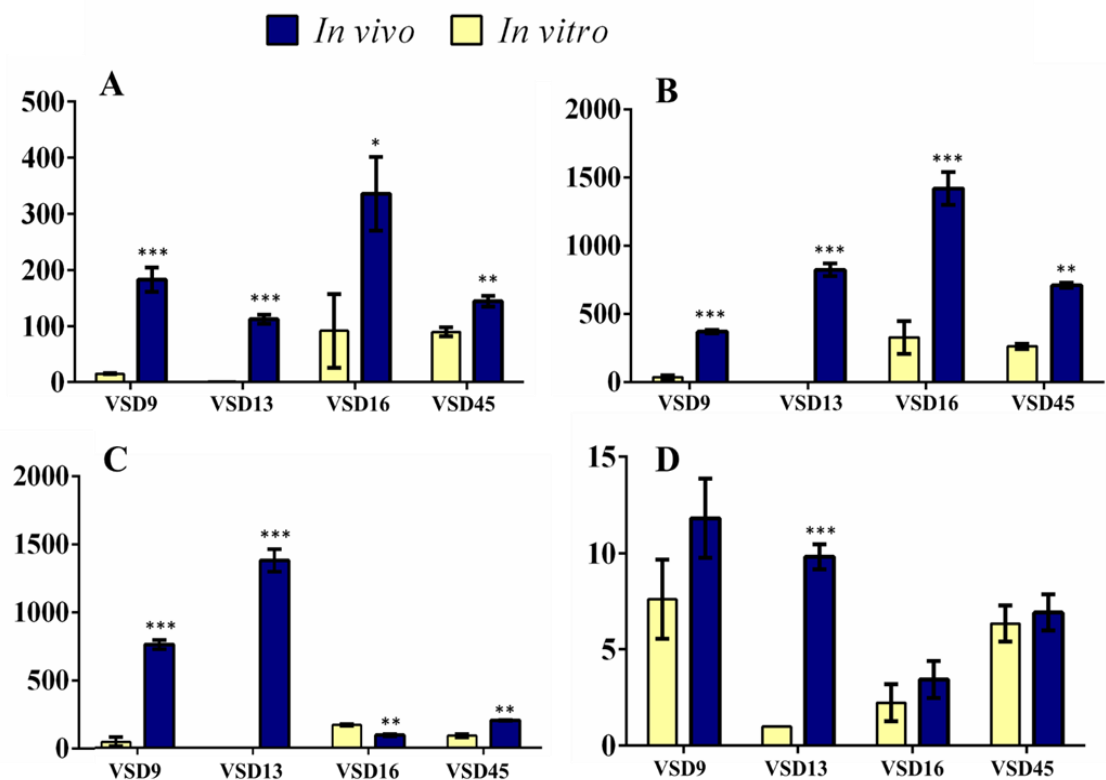 In vivo In vitro
A
500
400
300
200
100
0
*** *** * **
VSD9 VSD13 VSD16 VSD45
B
2000
1500
1000
500
0
*** *** *** **
VSD9 VSD13 VSD16 VSD45
C
2000
1500
1000
500
0
*** *** ** **
VSD9 VSD13 VSD16 VSD45
D
15
10
5
0
***
VSD9 VSD13 VSD16 VSD45